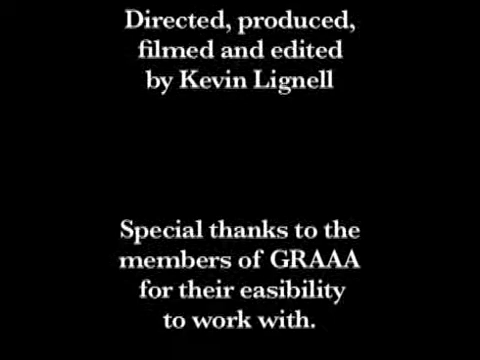 Directed, produced,
filmed and edited
by Kevin Lignell
Special thanks to the
members of GRAAA
for their easibility
to work with.